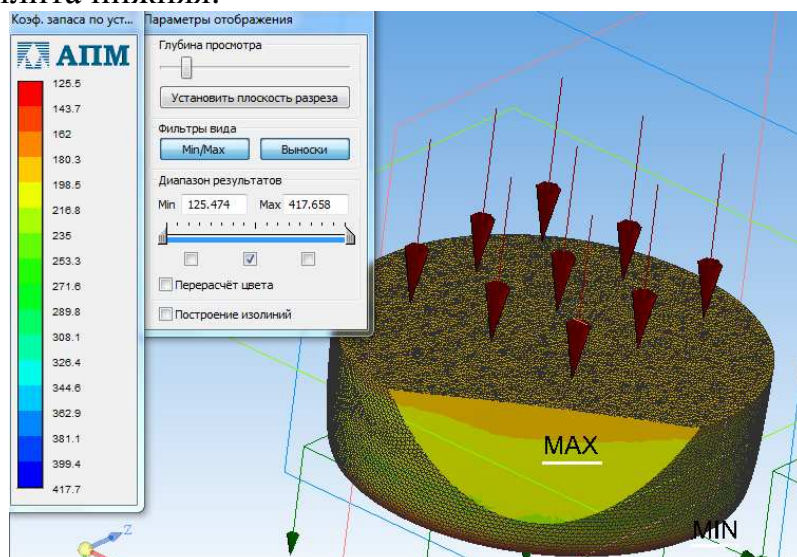 плита нижняя.
Коэф. запаса по уст...
АПМ
125.5
143.7
162
180.3
198.5
216.8
235
253.3
271.6
289.8
308.1
326.4
344.6
362.9
381.1
399.4
417.7
Параметры отображения
Глубина просмотра
Установить плоскость разреза
Фильтры вида
Min/Max Выноски
Диапазон результатов
Min 125.474 Max 417.658
Перерасчёт цвета
Построение изолиний
MAX
MIN
Z